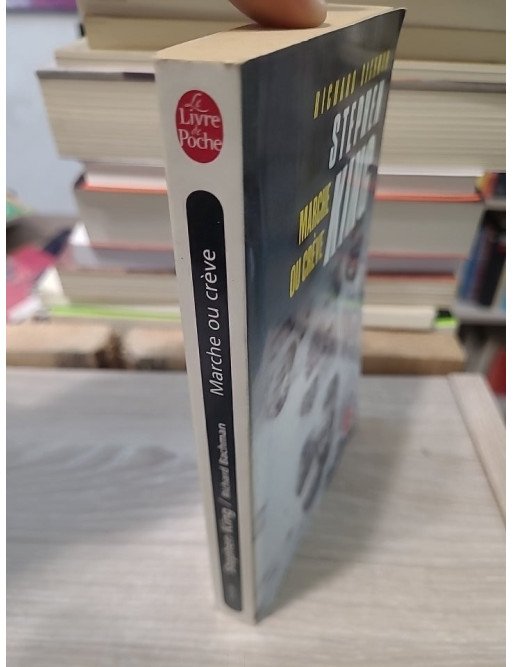 Le
Livre
de
Poche
Marche ou crève
Stephen King / Richard Bachman
RICHARD BACHMAN
STEPHEN
KING
MARCHE
OU CRÈVE